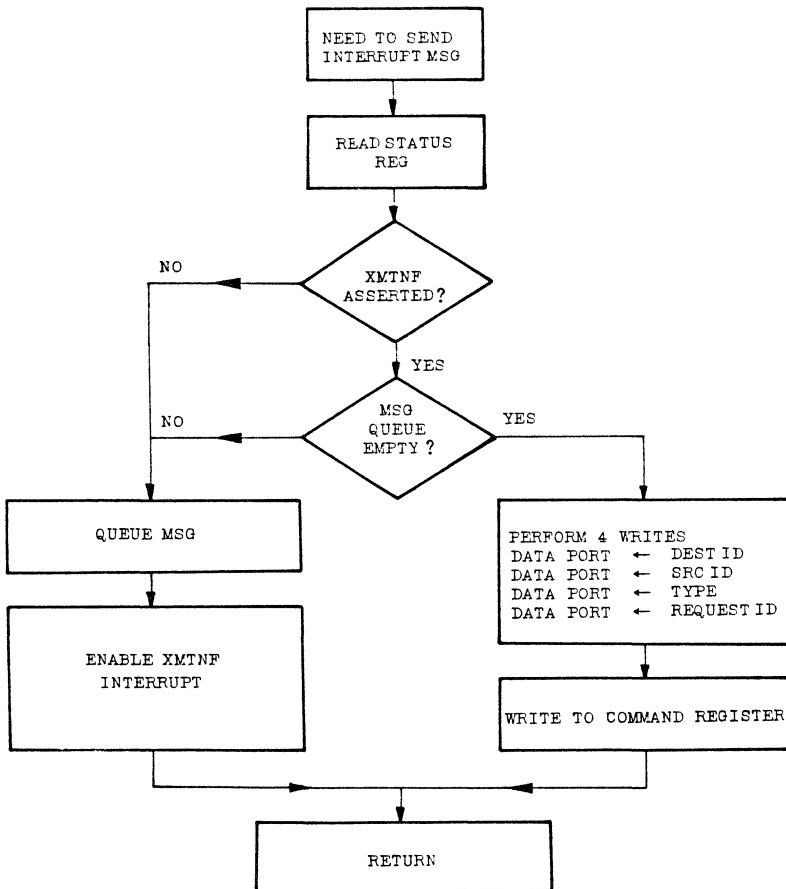 NEED TO SEND
INTERRUPT MSG
READ STATUS
REG
XMTNF
ASSERTED?
NO
YES
MSG
QUEUE
EMPTY?
NO
YES
QUEUE MSG
PERFORM 4 WRITES
DATA PORT ← DEST ID
DATA PORT ← SRC ID
DATA PORT ← TYPE
DATA PORT ← REQUEST ID
ENABLE XMTNF
INTERRUPT
WRITE TO COMMAND REGISTER
RETURN